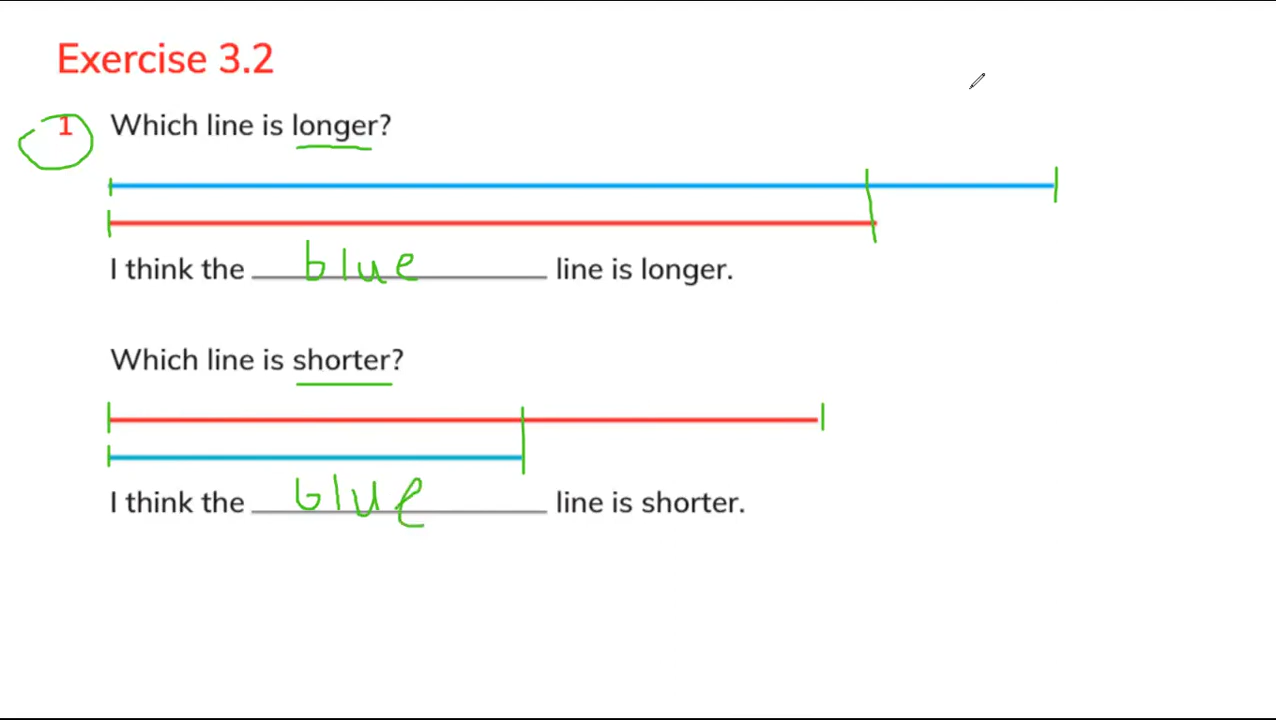 Exercise 3.2
1 Which line is longer?
I think the blue line is longer.
Which line is shorter?
I think the blue line is shorter.